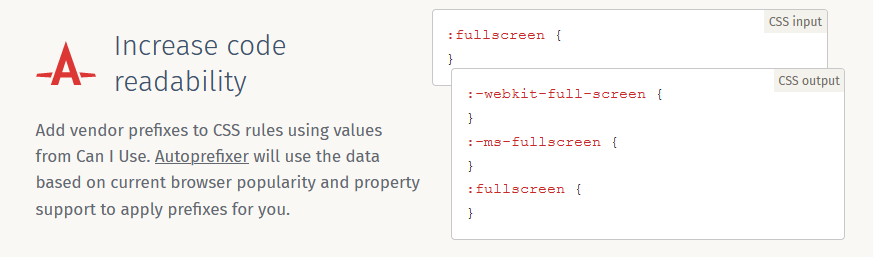 Increase code
readability
Add vendor prefixes to CSS rules using values
from Can I Use. Autoprefixer will use the data
based on current browser popularity and property
support to apply prefixes for you.
CSS input
:fullscreen {
}
CSS output
:-webkit-full-screen {
}
:-ms-fullscreen {
}
:fullscreen {
}